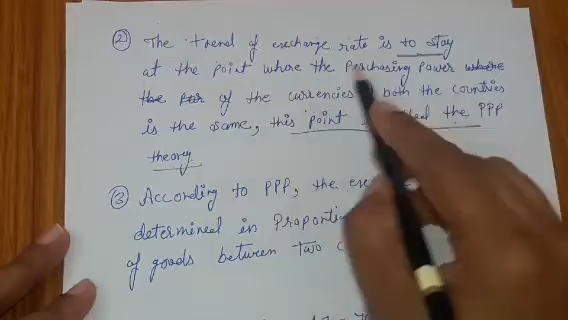 ② The trend of exchange rate is to stay
at the point where the Purchasing Power where
the of the currencies both the countries
is the same, this point the PPP
theory.
③ According to PPP, the
determined in
of goods between two